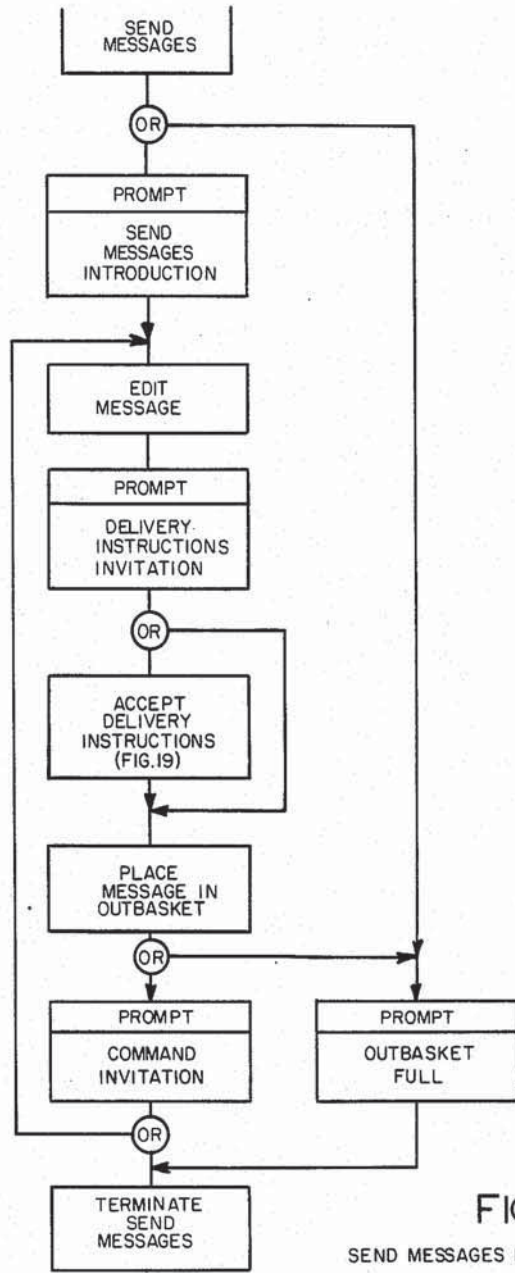 SEND
MESSAGES
OR
PROMPT
SEND
MESSAGES
INTRODUCTION
EDIT
MESSAGE
PROMPT
DELIVERY
INSTRUCTIONS
INVITATION
OR
ACCEPT
DELIVERY
INSTRUCTIONS
(FIG.19)
PLACE
MESSAGE IN
OUTBASKET
OR
PROMPT
COMMAND
INVITATION
PROMPT
OUTBASKET
FULL
OR
TERMINATE
SEND
MESSAGES
SEND MESSAGES